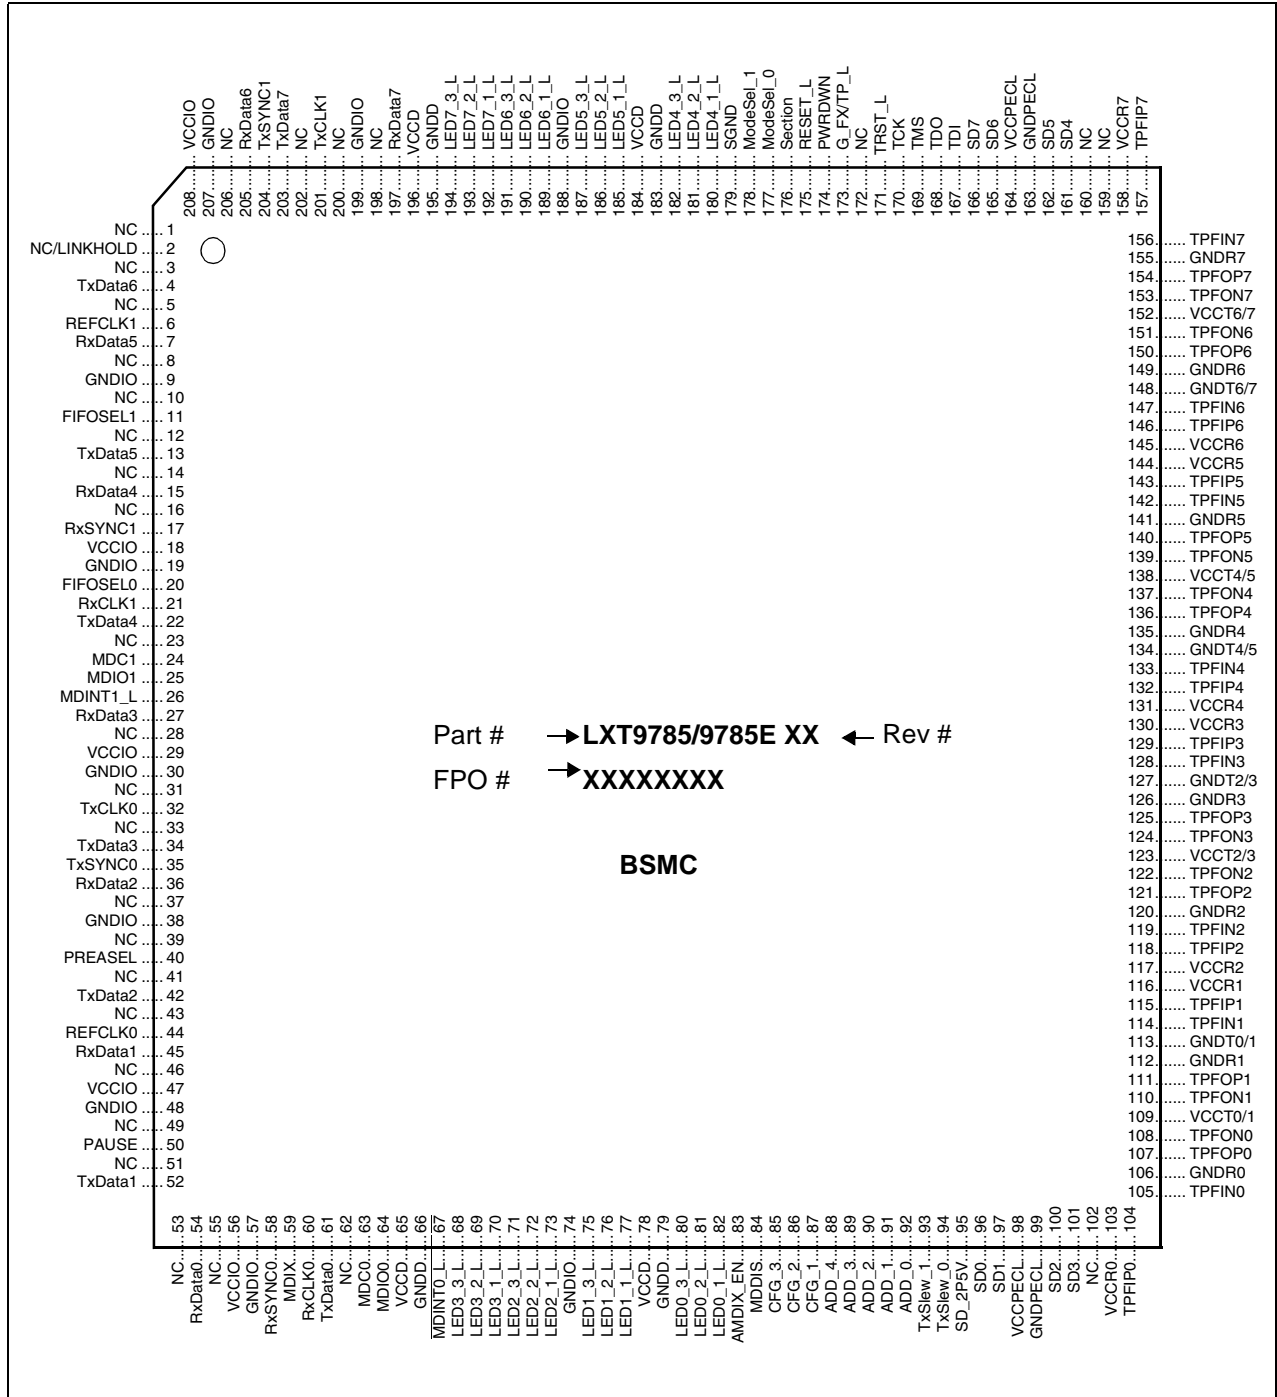 208 VCCIO
207 GNDIO
206 NC
205 RxData6
204 TxSYNC1
203 TxData7
202 NC
201 TxCLK1
200 NC
199 GNDIO
198 NC
197 RxData7
196 VCCD
195 GNDD
194 LED7_3_L
193 LED7_2_L
192 LED7_1_L
191 LED6_3_L
190 LED6_2_L
189 LED6_1_L
188 GNDIO
187 LED5_3_L
186 LED5_2_L
185 LED5_1_L
184 VCCD
183 GNDD
182 LED4_3_L
181 LED4_2_L
180 LED4_1_L
179 SGND
178 ModeSel_1
177 ModeSel_0
176 Section
175 RESET_L
174 PWRDWN
173 G_FX/TP_L
172 NC
171 TRST_L
170 TCK
169 TMS
168 TDO
167 TDI
166 SD7
165 SD6
164 VCCPECL
163 GNDPECL
162 SD5
161 SD4
160 NC
159 NC
158 VCCR7
157 TPFIP7
NC ..... 1
NC/LINKHOLD ..... 2
NC ..... 3
TxData6 ..... 4
NC ..... 5
REFCLK1 ..... 6
RxData5 ..... 7
NC ..... 8
GNDIO ..... 9
NC ..... 10
FIFOSEL1 ..... 11
NC ..... 12
TxData5 ..... 13
NC ..... 14
RxData4 ..... 15
NC ..... 16
RxSYNC1 ..... 17
VCCIO ..... 18
GNDIO ..... 19
FIFOSEL0 ..... 20
RxCLK1 ..... 21
TxData4 ..... 22
NC ..... 23
MDC1 ..... 24
MDIO1 ..... 25
MDINT1_L ..... 26
RxData3 ..... 27
NC ..... 28
VCCIO ..... 29
GNDIO ..... 30
NC ..... 31
TxCLK0 ..... 32
NC ..... 33
TxData3 ..... 34
TxSYNC0 ..... 35
RxData2 ..... 36
NC ..... 37
GNDIO ..... 38
NC ..... 39
PREASEL ..... 40
NC ..... 41
TxData2 ..... 42
NC ..... 43
REFCLK0 ..... 44
RxData1 ..... 45
NC ..... 46
VCCIO ..... 47
GNDIO ..... 48
NC ..... 49
PAUSE ..... 50
NC ..... 51
TxData1 ..... 52
Part # LXT9785/9785E XX Rev #
FPO # XXXXXXXX
BSMC
156....... TPFIN7
155....... GNDR7
154....... TPFOP7
153....... TPFON7
152....... VCCT6/7
151....... TPFON6
150....... TPFOP6
149....... GNDR6
148....... GNDT6/7
147....... TPFIN6
146....... TPFIP6
145....... VCCR6
144....... VCCR5
143....... TPFIP5
142....... TPFIN5
141....... GNDR5
140....... TPFOP5
139....... TPFON5
138....... VCCT4/5
137....... TPFON4
136....... TPFOP4
135....... GNDR4
134....... GNDT4/5
133....... TPFIN4
132....... TPFIP4
131....... VCCR4
130....... VCCR3
129....... TPFIP3
128....... TPFIN3
127....... GNDT2/3
126....... GNDR3
125....... TPFOP3
124....... TPFON3
123....... VCCT2/3
122....... TPFON2
121....... TPFOP2
120....... GNDR2
119....... TPFIN2
118....... TPFIP2
117....... VCCR2
116....... VCCR1
115....... TPFIP1
114....... TPFIN1
113....... GNDT0/1
112....... GNDR1
111....... TPFOP1
110....... TPFON1
109....... VCCT0/1
108....... TPFON0
107....... TPFOP0
106....... GNDR0
105....... TPFIN0
NC 53
RxData0 54
NC 55
VCCIO 56
GNDIO 57
RxSYNC0 58
MDIX 59
RxCLK0 60
TxData0 61
NC 62
MDC0 63
MDIO0 64
VCCD 65
GNDD 66
MDINT0_L 67
LED3_3_L 68
LED3_2_L 69
LED3_1_L 70
LED2_3_L 71
LED2_2_L 72
LED2_1_L 73
GNDIO 74
LED1_3_L 75
LED1_2_L 76
LED1_1_L 77
VCCD 78
GNDD 79
LED0_3_L 80
LED0_2_L 81
LED0_1_L 82
AMDIX_EN 83
MDDIS 84
CFG_3 85
CFG_2 86
CFG_1 87
ADD_4 88
ADD_3 89
ADD_2 90
ADD_1 91
ADD_0 92
TxSlew_1 93
TxSlew_0 94
SD_2P5V 95
SD0 96
SD1 97
VCCPECL 98
GNDPECL 99
SD2 100
SD3 101
NC 102
VCCR0 103
TPFIP0 104